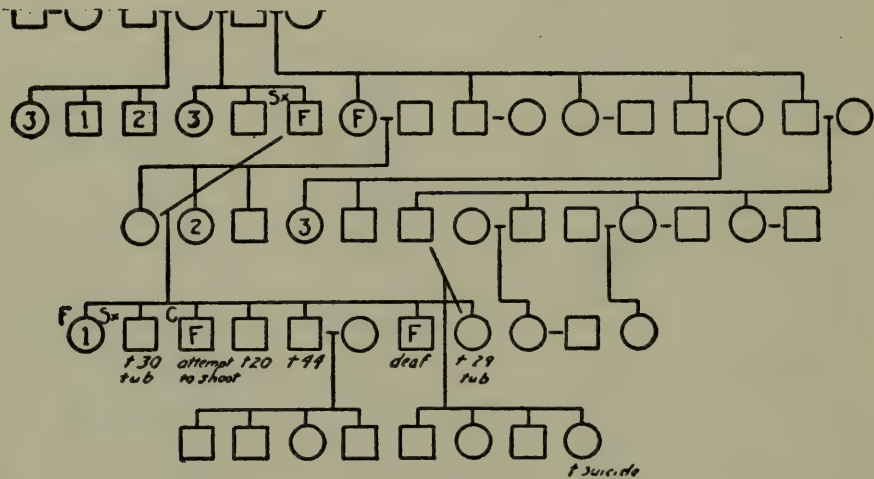 Sx
3 1 2 3 F F
2 3
F 1 Sx C F F
†30 attempt †20 †44 deaf †29
tub to shoot tub
† suicide